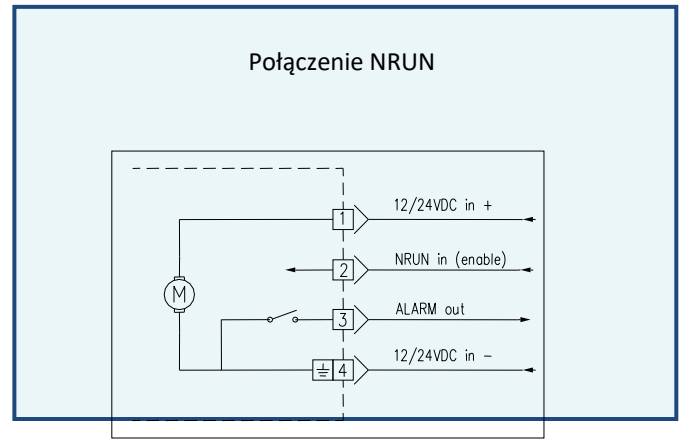 Połączenie NRUN
1 12/24VDC in +
2 NRUN in (enable)
M
3 ALARM out
4 12/24VDC in -